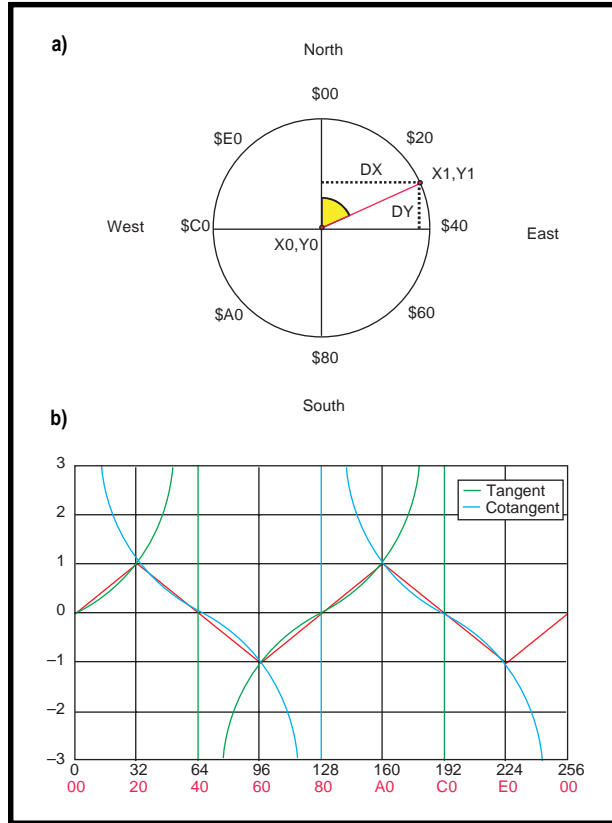 a)
North
$00
$E0
$20
DX
X1,Y1
DY
West
$C0
$40
East
X0,Y0
$A0
$60
$80
South
b)
3
Tangent
Cotangent
2
1
0
–1
–2
–3
0 32 64 96 128 160 192 224 256
00 20 40 60 80 A0 C0 E0 00